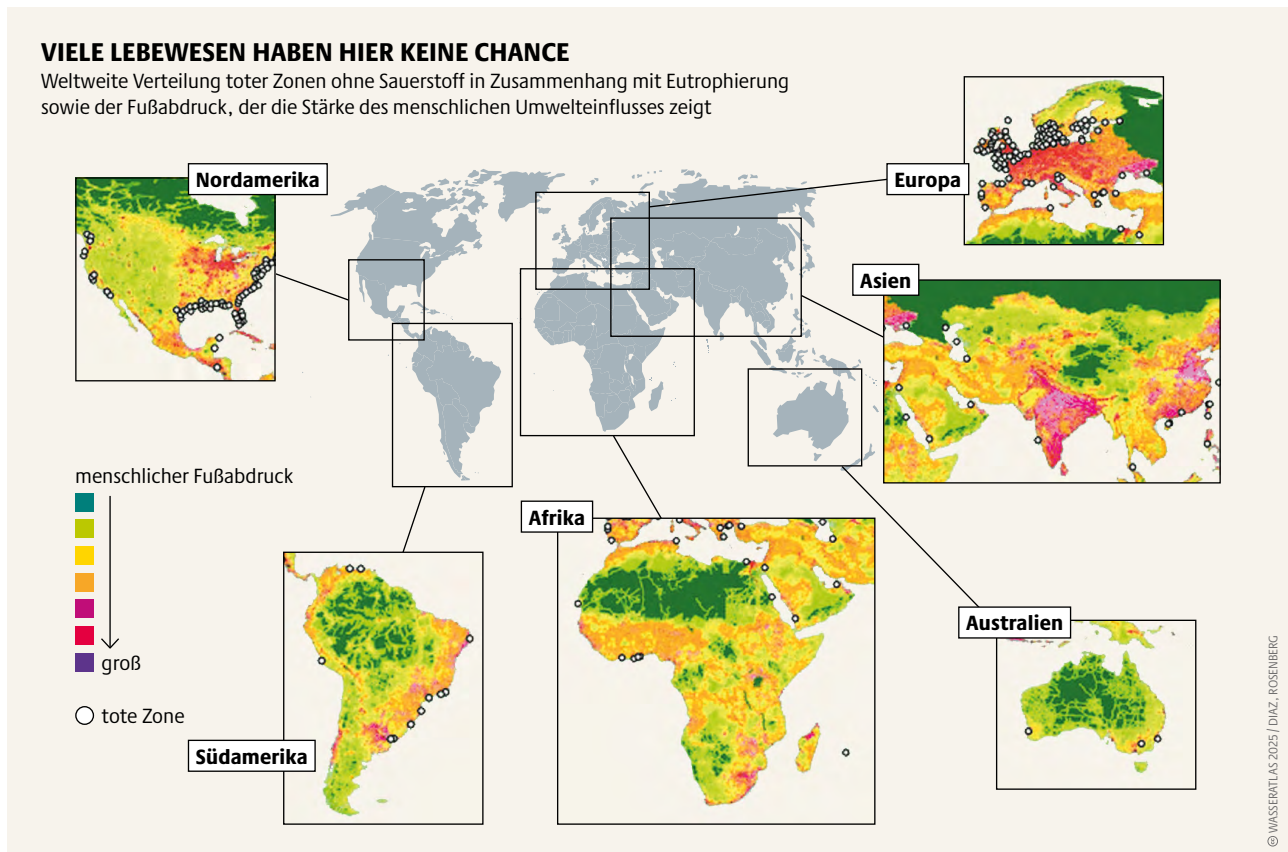 VIELE LEBEWESEN HABEN HIER KEINE CHANCE
Weltweite Verteilung toter Zonen ohne Sauerstoff in Zusammenhang mit Eutrophierung
sowie der Fußabdruck, der die Stärke des menschlichen Umwelteinflusses zeigt
Nordamerika
Europa
Asien
menschlicher Fußabdruck
groß
tote Zone
Afrika
Australien
Südamerika
© WASSERATLAS 2025 / DIAZ, ROSENBERG